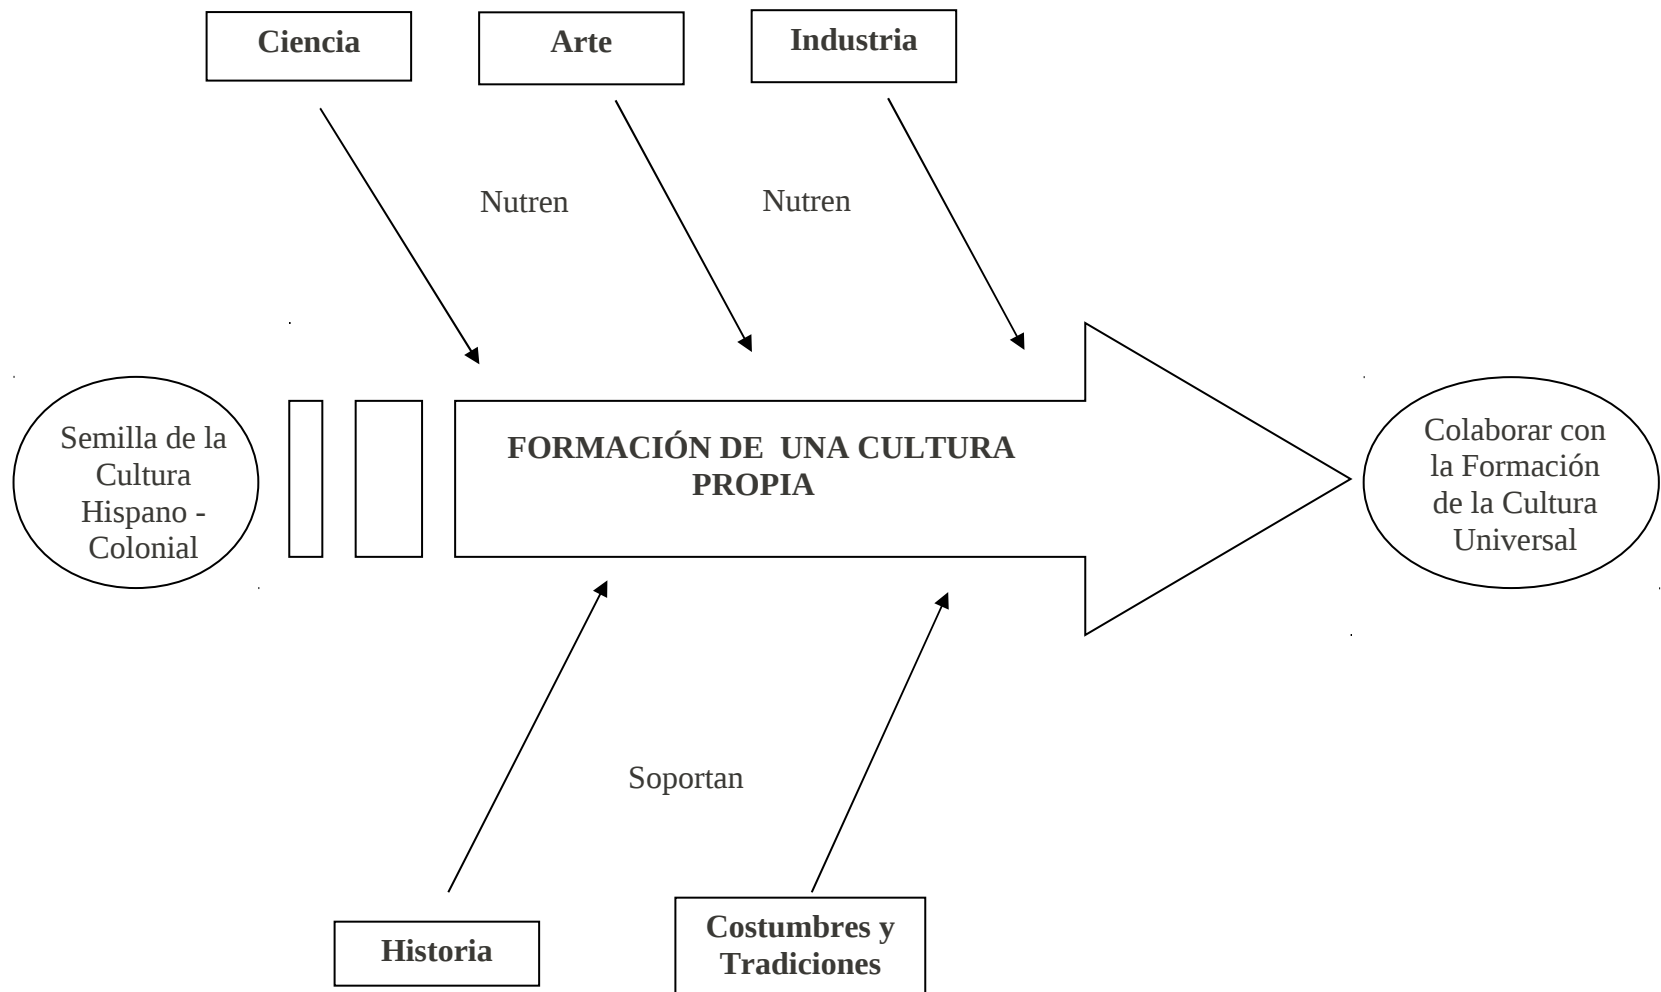 Ciencia
Arte
Industria
Nutren
Nutren
Semilla de la
Cultura
Hispano -
Colonial
FORMACIÓN DE  UNA CULTURA
PROPIA
Colaborar con
la Formación
de la Cultura
Universal
Soportan
Historia
Costumbres y
Tradiciones